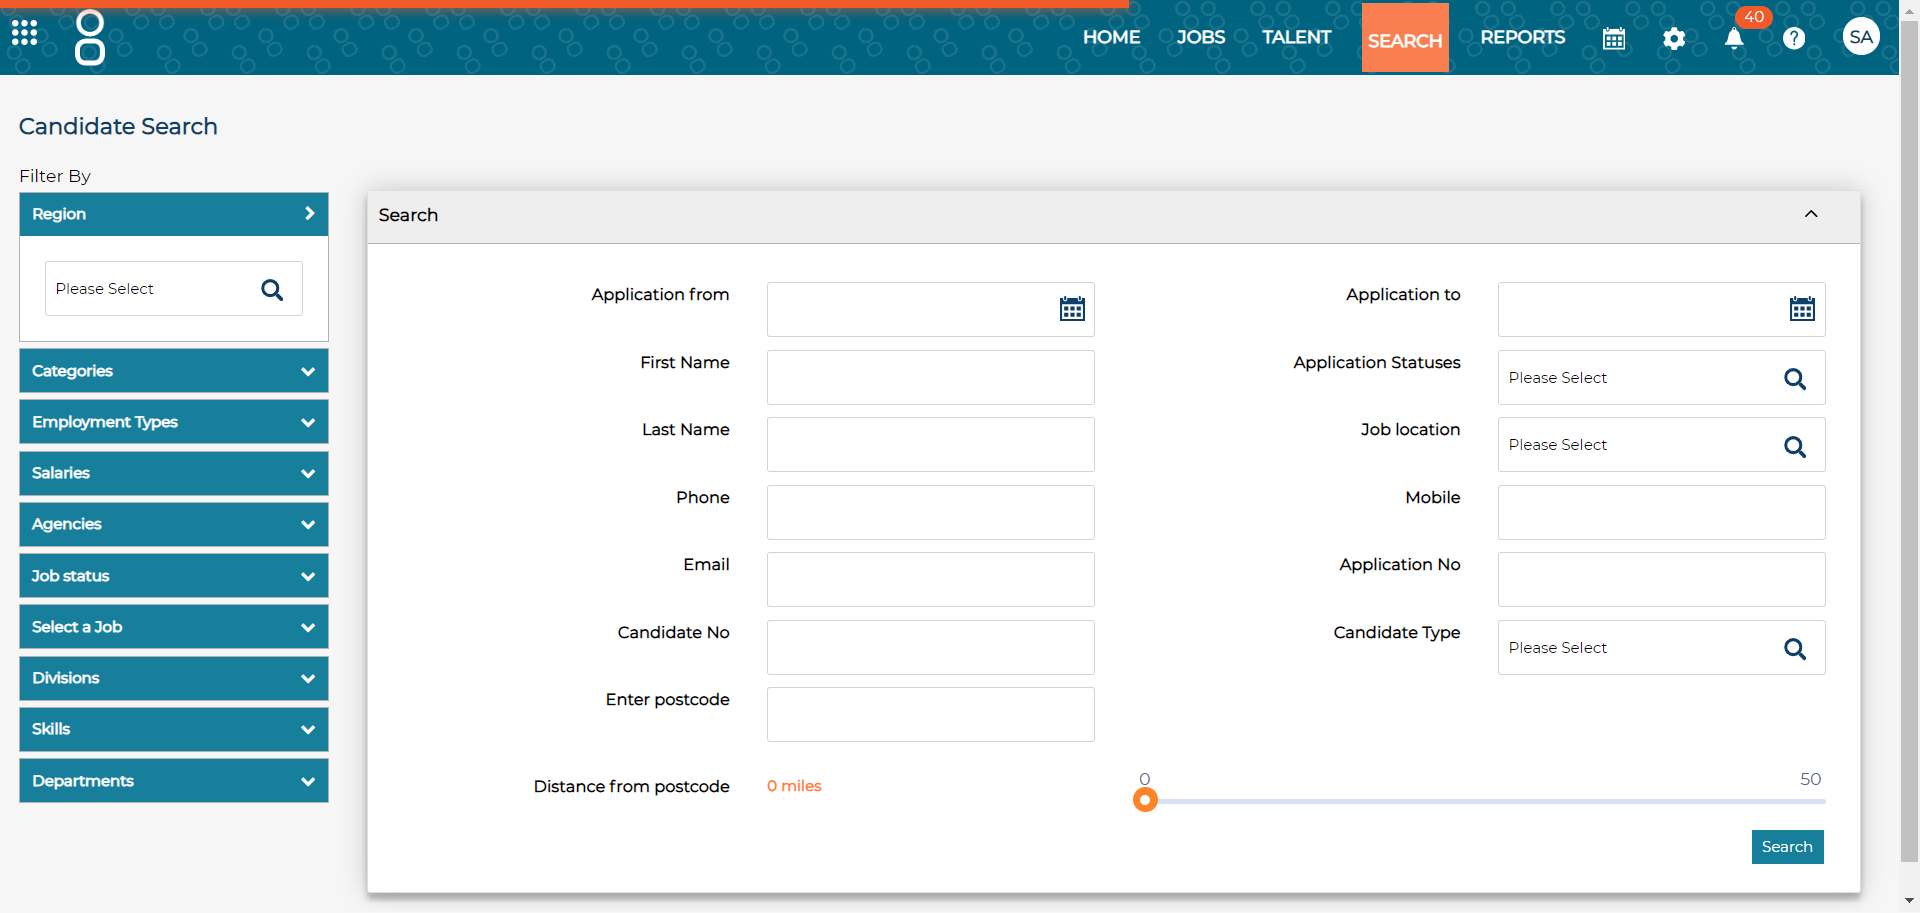 HOME
JOBS
TALENT
SEARCH
REPORTS
40
?
SA
Candidate Search
Filter By
Region
Please Select
Categories
Employment Types
Salaries
Agencies
Job status
Select a Job
Divisions
Skills
Departments
Search
Application from
Application to
First Name
Application Statuses
Please Select
Last Name
Job location
Please Select
Phone
Mobile
Email
Application No
Candidate No
Candidate Type
Please Select
Enter postcode
Distance from postcode
0 miles
0
50
Search